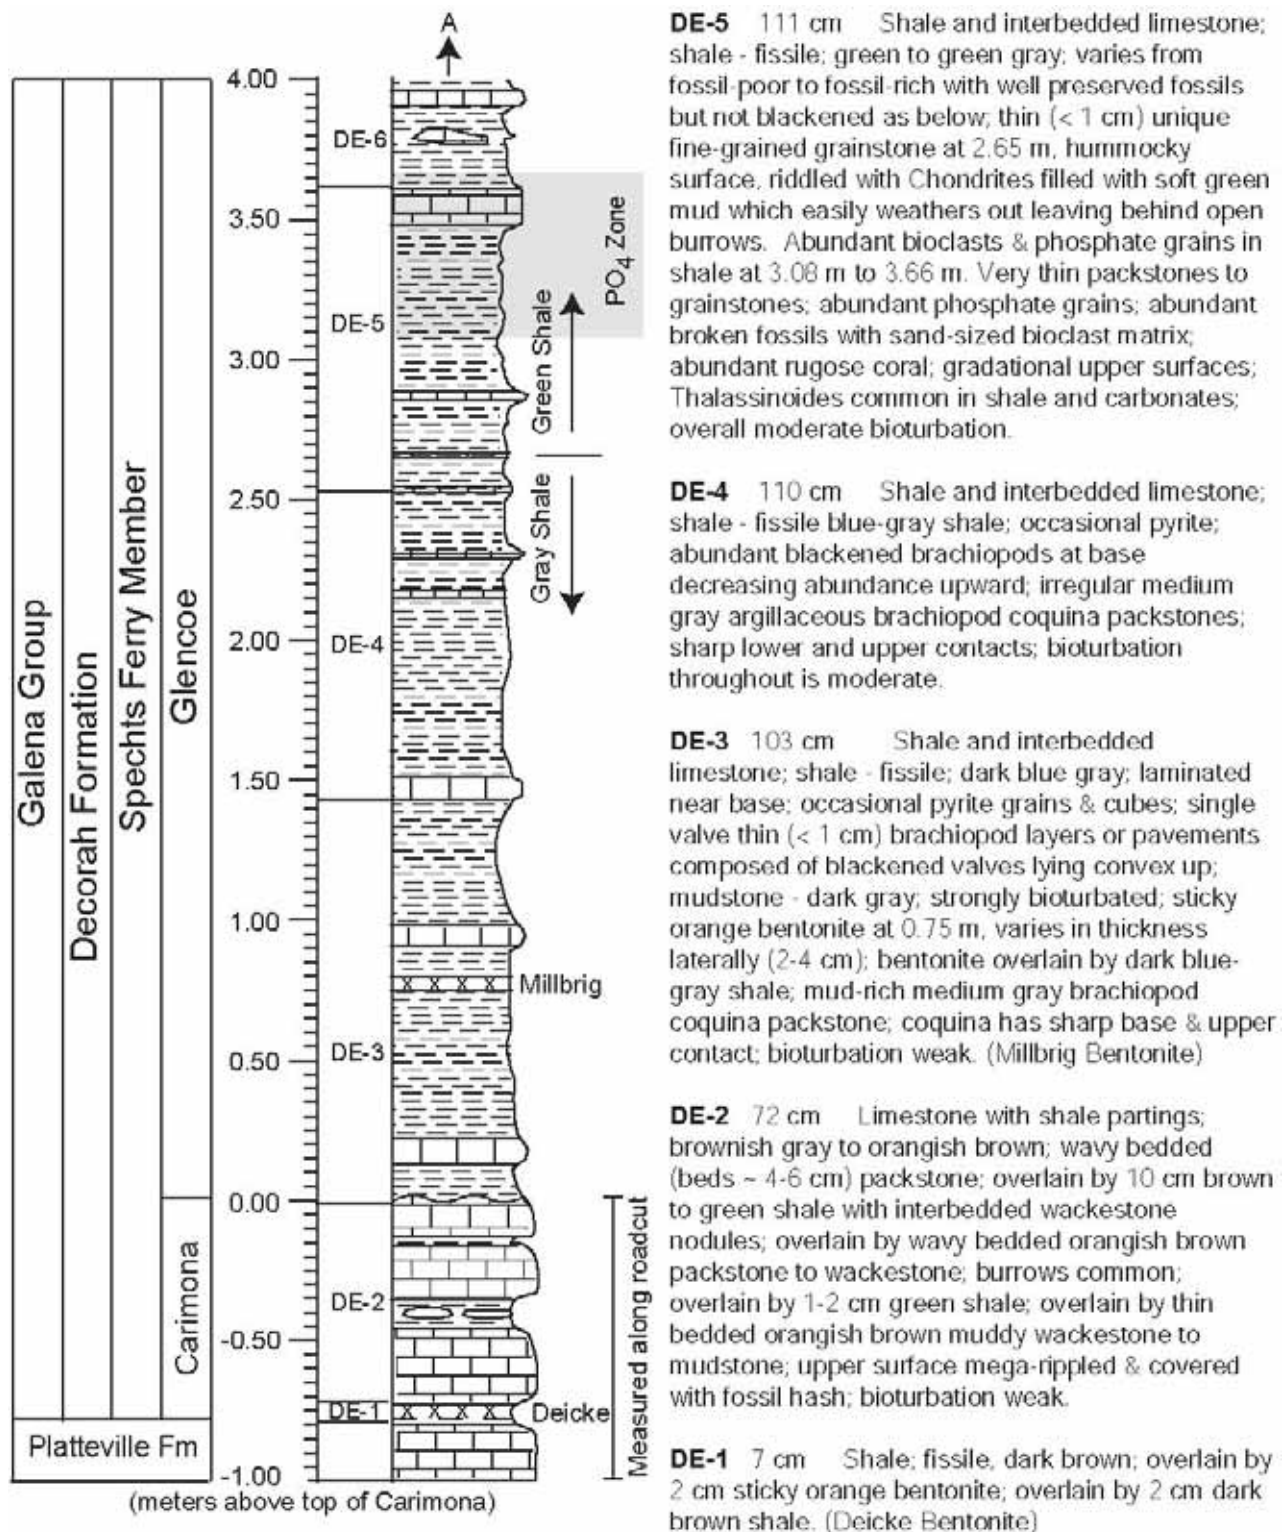 A
4.00
3.50
3.00
2.50
2.00
1.50
1.00
0.50
0.00
-0.50
-1.00
(meters above top of Carimona)
Galena Group
Decorah Formation
Spechts Ferry Member
Glencoe
Carimona
Platteville Fm
DE-6
DE-5
DE-4
DE-3
DE-2
DE-1
PO4 Zone
Green Shale
Gray Shale
Millbrig
Deicke
Measured along roadcut
DE-5 111 cm Shale and interbedded limestone;
shale - fissile; green to green gray; varies from
fossil-poor to fossil-rich with well preserved fossils
but not blackened as below; thin (< 1 cm) unique
fine-grained grainstone at 2.65 m, hummocky
surface, riddled with Chondrites filled with soft green
mud which easily weathers out leaving behind open
burrows. Abundant bioclasts & phosphate grains in
shale at 3.08 m to 3.66 m. Very thin packstones to
grainstones; abundant phosphate grains; abundant
broken fossils with sand-sized bioclast matrix;
abundant rugose coral; gradational upper surfaces;
Thalassinoides common in shale and carbonates;
overall moderate bioturbation.
DE-4 110 cm Shale and interbedded limestone;
shale - fissile blue-gray shale; occasional pyrite;
abundant blackened brachiopods at base
decreasing abundance upward; irregular medium
gray argillaceous brachiopod coquina packstones;
sharp lower and upper contacts; bioturbation
throughout is moderate.
DE-3 103 cm Shale and interbedded
limestone; shale - fissile; dark blue gray; laminated
near base; occasional pyrite grains & cubes; single
valve thin (< 1 cm) brachiopod layers or pavements
composed of blackened valves lying convex up;
mudstone - dark gray; strongly bioturbated; sticky
orange bentonite at 0.75 m, varies in thickness
laterally (2-4 cm); bentonite overlain by dark blue-
gray shale; mud-rich medium gray brachiopod
coquina packstone; coquina has sharp base & upper
contact; bioturbation weak. (Millbrig Bentonite)
DE-2 72 cm Limestone with shale partings;
brownish gray to orangish brown; wavy bedded
(beds ~ 4-6 cm) packstone; overlain by 10 cm brown
to green shale with interbedded wackestone
nodules; overlain by wavy bedded orangish brown
packstone to wackestone; burrows common;
overlain by 1-2 cm green shale; overlain by thin
bedded orangish brown muddy wackestone to
mudstone; upper surface mega-rippled & covered
with fossil hash; bioturbation weak.
DE-1 7 cm Shale; fissile, dark brown; overlain by
2 cm sticky orange bentonite; overlain by 2 cm dark
brown shale. (Deicke Bentonite)